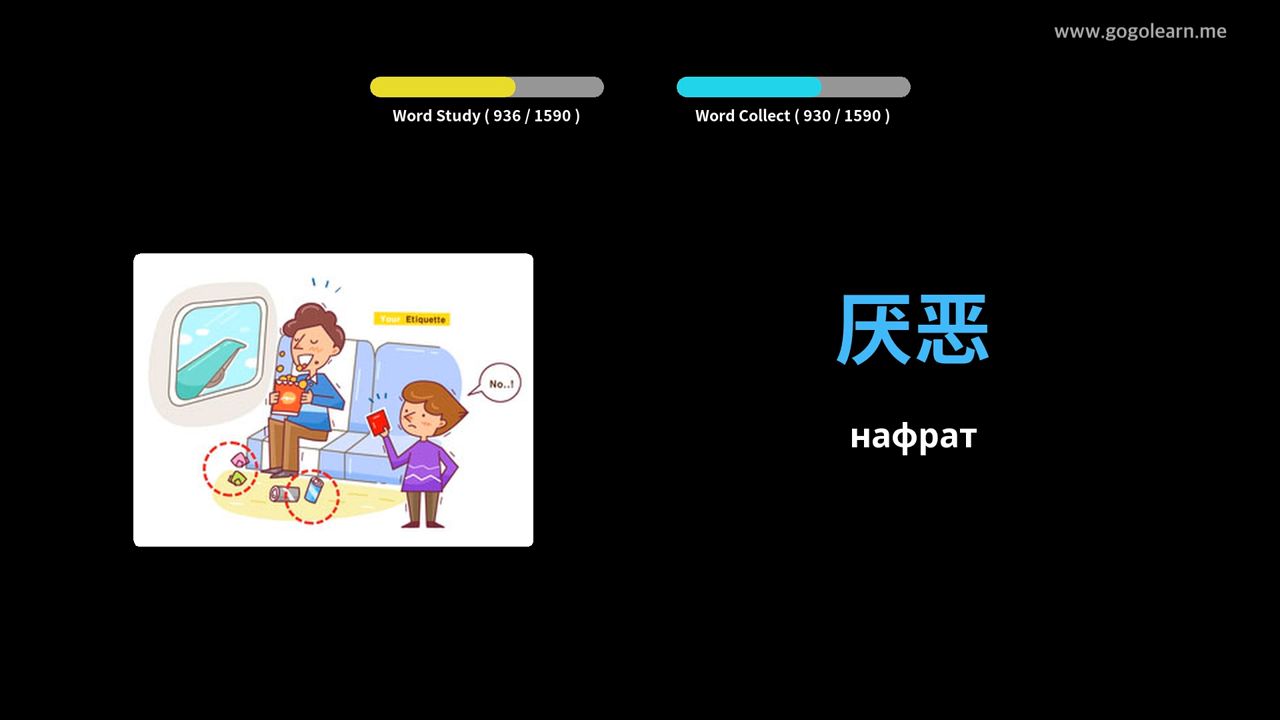 www.gogolearn.me
Word Study ( 936 / 1590 )
Word Collect ( 930 / 1590 )
Your Etiquette
No..!
厌恶
нафрат